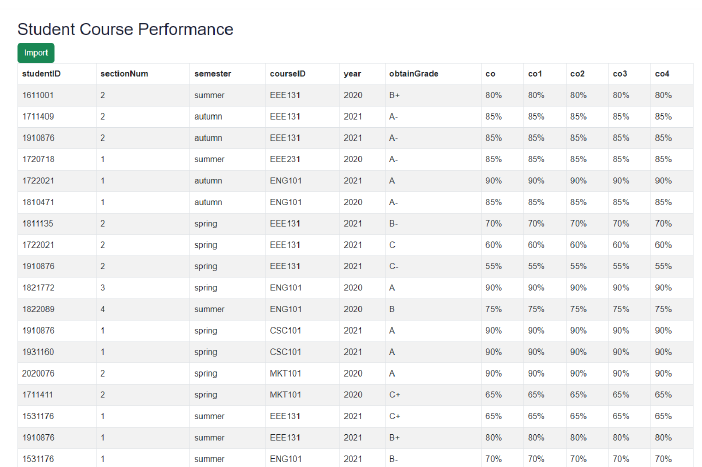 Student Course Performance
Import
studentID sectionNum semester courseID year obtainGrade co co1 co2 co3 co4
1611001 2 summer EEE131 2020 B+ 80% 80% 80% 80% 80%
1711409 2 autumn EEE131 2021 A- 85% 85% 85% 85% 85%
1910876 2 autumn EEE131 2021 A- 85% 85% 85% 85% 85%
1720718 1 summer EEE231 2020 A- 85% 85% 85% 85% 85%
1722021 1 autumn ENG101 2021 A 90% 90% 90% 90% 90%
1810471 1 autumn ENG101 2020 A- 85% 85% 85% 85% 85%
1811135 2 spring EEE131 2021 B- 70% 70% 70% 70% 70%
1722021 2 spring EEE131 2021 C 60% 60% 60% 60% 60%
1910876 2 spring EEE131 2021 C- 55% 55% 55% 55% 55%
1821772 3 spring ENG101 2020 A 90% 90% 90% 90% 90%
1822089 4 summer ENG101 2020 B 75% 75% 75% 75% 75%
1910876 1 spring CSC101 2021 A 90% 90% 90% 90% 90%
1931160 1 spring CSC101 2021 A 90% 90% 90% 90% 90%
2020076 2 spring MKT101 2020 A 90% 90% 90% 90% 90%
1711411 2 spring MKT101 2020 C+ 65% 65% 65% 65% 65%
1531176 1 summer EEE131 2021 C+ 65% 65% 65% 65% 65%
1910876 1 summer EEE131 2021 B+ 80% 80% 80% 80% 80%
1531176 1 summer ENG101 2021 B- 70% 70% 70% 70% 70%